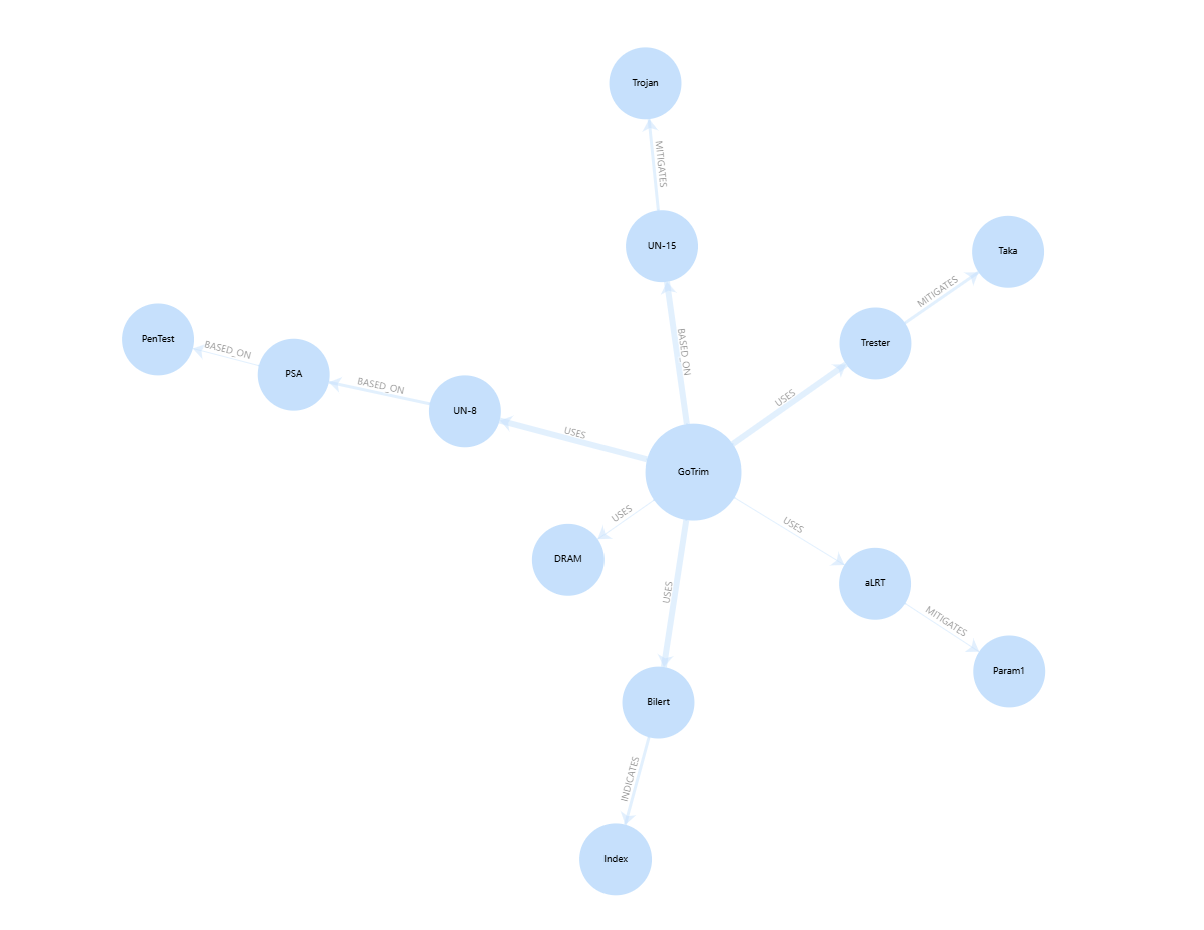 Trojan
MITIGATES
UN-15
Taka
MITIGATES
PenTest
BASED_ON
PSA
BASED_ON
UN-8
USES
BASED_ON
Trester
USES
GoTrim
USES
DRAM
USES
aLRT
MITIGATES
Param1
USES
Bilert
INDICATES
Index